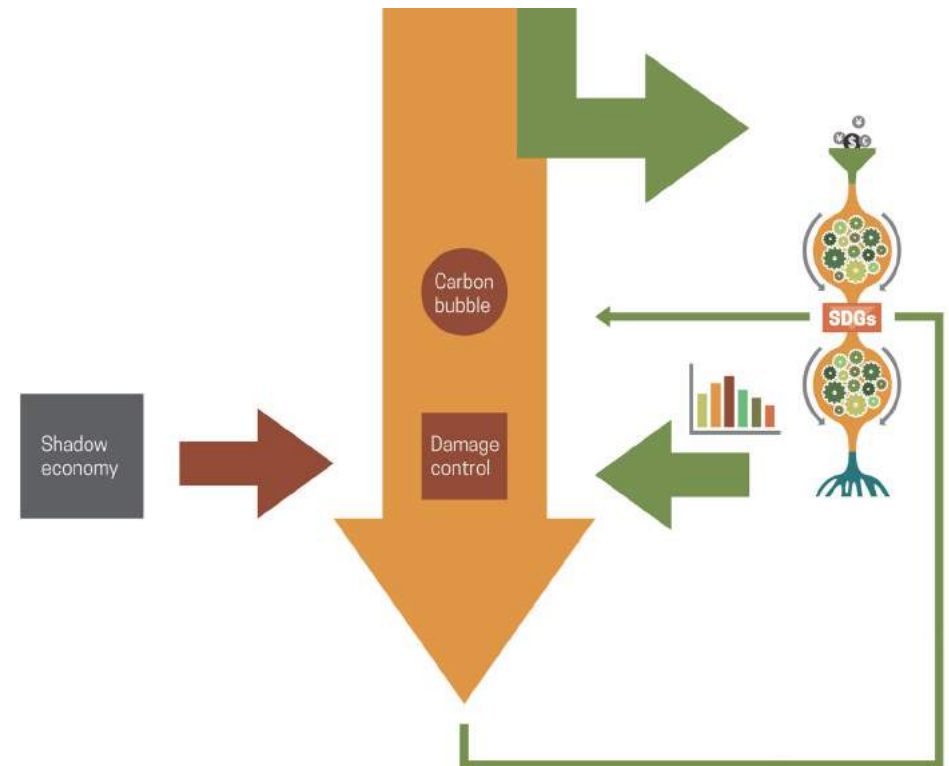 ¥
¥ $ €
Carbon
bubble
SDGs
Shadow
economy
Damage
control